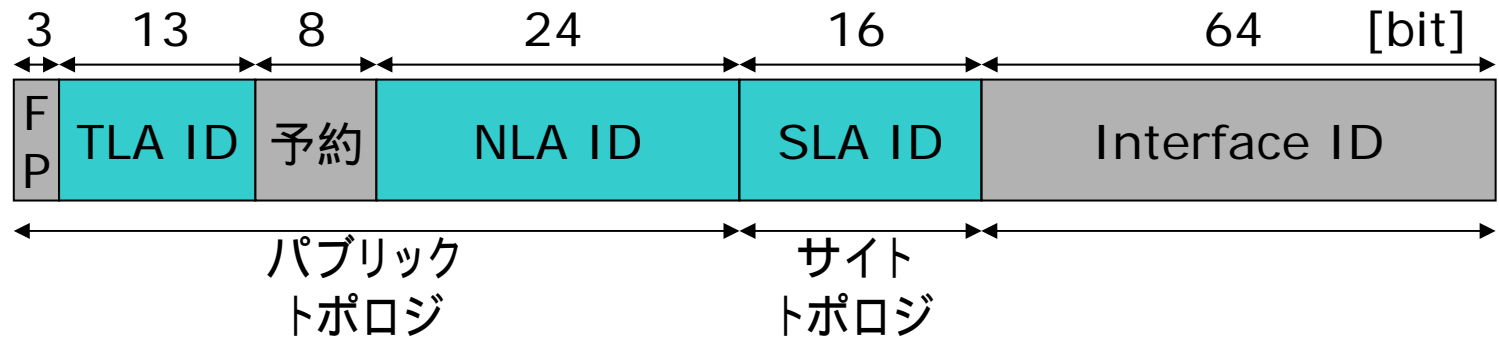 3 13 8 24 16 64 [bit]
FP TLA ID 予約 NLA ID SLA ID Interface ID
パブリック サイト
トポロジ トポロジ